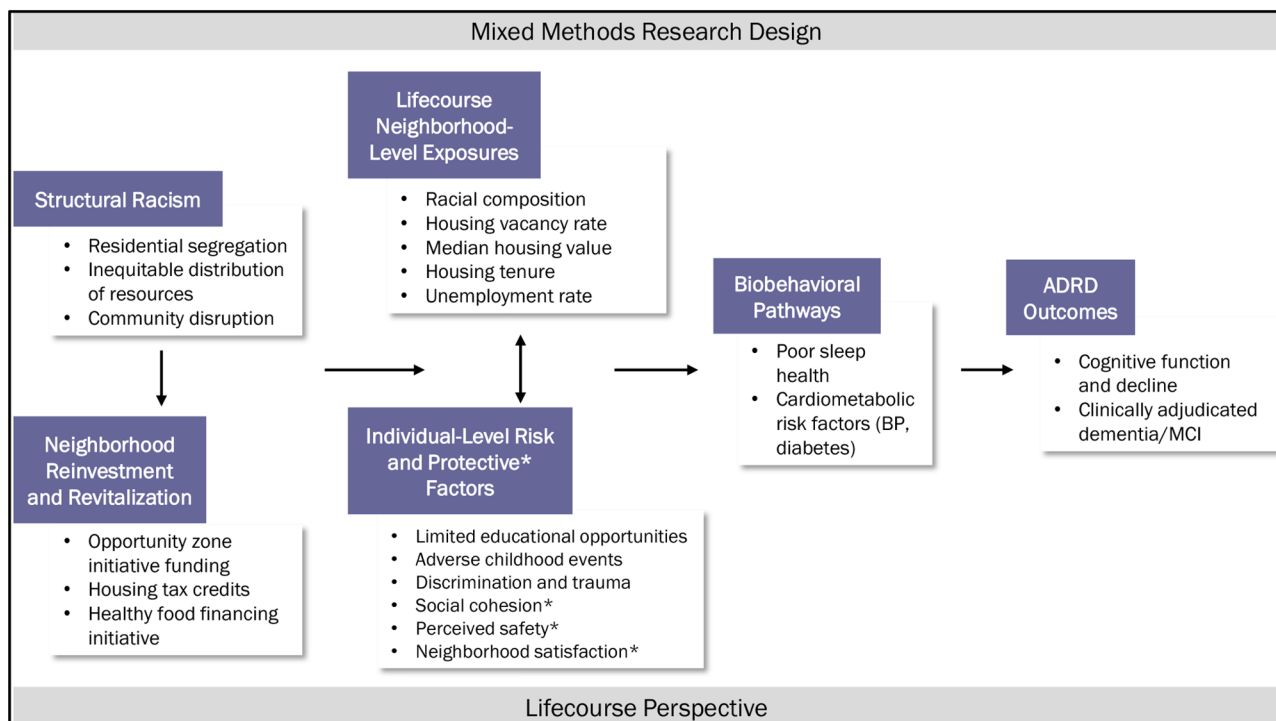 Mixed Methods Research Design
Structural Racism
• Residential segregation
• Inequitable distribution
of resources
• Community disruption
Neighborhood
Reinvestment
and Revitalization
• Opportunity zone
initiative funding
• Housing tax credits
• Healthy food financing
initiative
Lifecourse
Neighborhood-
Level Exposures
• Racial composition
• Housing vacancy rate
• Median housing value
• Housing tenure
• Unemployment rate
Individual-Level Risk
and Protective*
Factors
• Limited educational opportunities
• Adverse childhood events
• Discrimination and trauma
• Social cohesion*
• Perceived safety*
• Neighborhood satisfaction*
Biobehavioral
Pathways
• Poor sleep
health
• Cardiometabolic
risk factors (BP,
diabetes)
ADRD
Outcomes
• Cognitive function
and decline
• Clinically adjudicated
dementia/MCI
Lifecourse Perspective